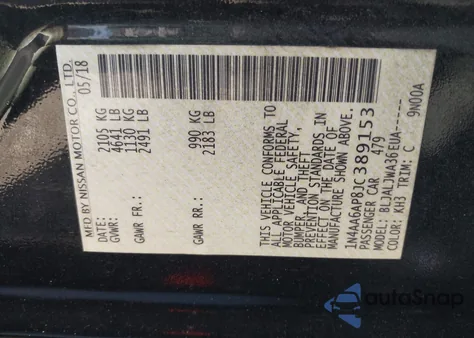 MFD BY NISSAN MOTOR CO., LTD.
DATE: 05/18
GVWR: 2105 KG
4641 LB
GAWR FR: 1130 KG
2491 LB
GAWR RR: 990 KG
2183 LB
THIS VEHICLE CONFORMS TO
ALL APPLICABLE FEDERAL
MOTOR VEHICLE SAFETY,
BUMPER, AND THEFT
PREVENTION STANDARDS IN
EFFECT ON THE DATE OF
MANUFACTURE SHOWN ABOVE.
1N4AA6AP8JC389153
PASSENGER CAR 479
MODEL: BLJALJWA36EUA-----
COLOR: KH3 TRIM: C 9N00A
autoSnap